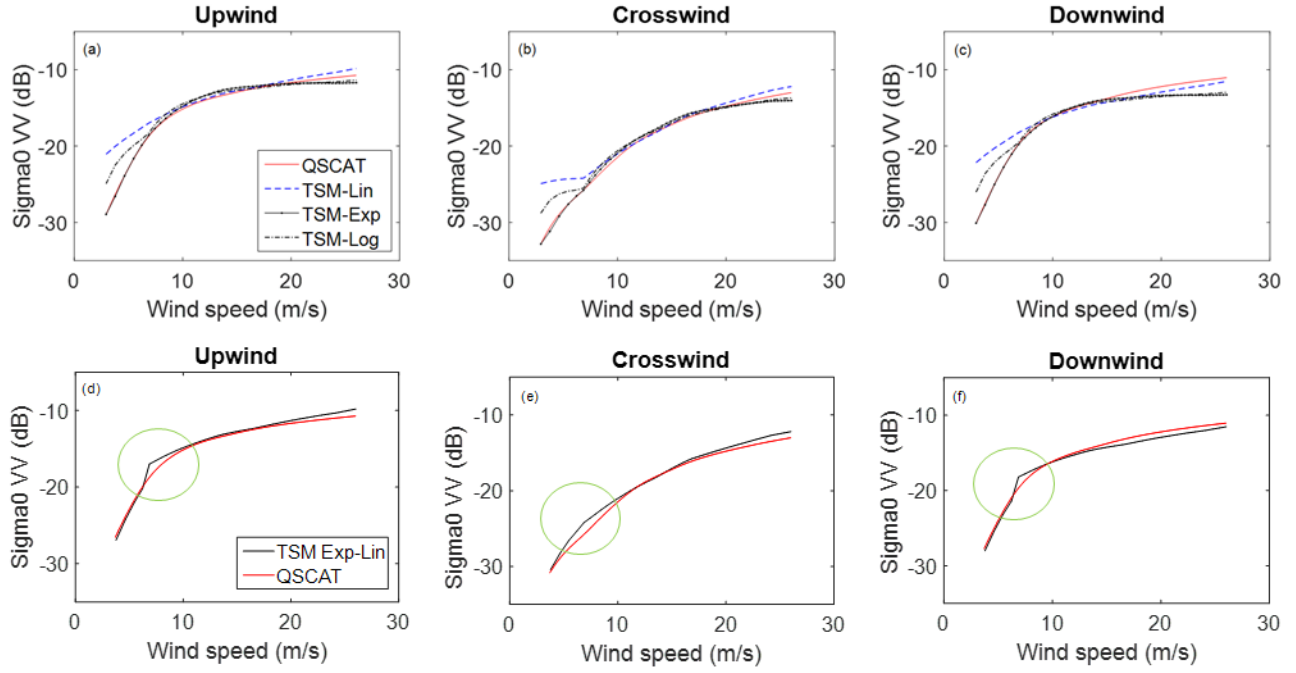 Upwind
Crosswind
Downwind
(a)
(b)
(c)
Sigma0 VV (dB)
-10
-20
-30
QSCAT
TSM-Lin
TSM-Exp
TSM-Log
0
10
20
30
Wind speed (m/s)
Sigma0 VV (dB)
-10
-20
-30
0
10
20
30
Wind speed (m/s)
Sigma0 VV (dB)
-10
-20
-30
0
10
20
30
Wind speed (m/s)
Upwind
Crosswind
Downwind
(d)
(e)
(f)
Sigma0 VV (dB)
-10
-20
-30
TSM Exp-Lin
QSCAT
0
10
20
30
Wind speed (m/s)
Sigma0 VV (dB)
-10
-20
-30
0
10
20
30
Wind speed (m/s)
Sigma0 VV (dB)
-10
-20
-30
0
10
20
30
Wind speed (m/s)